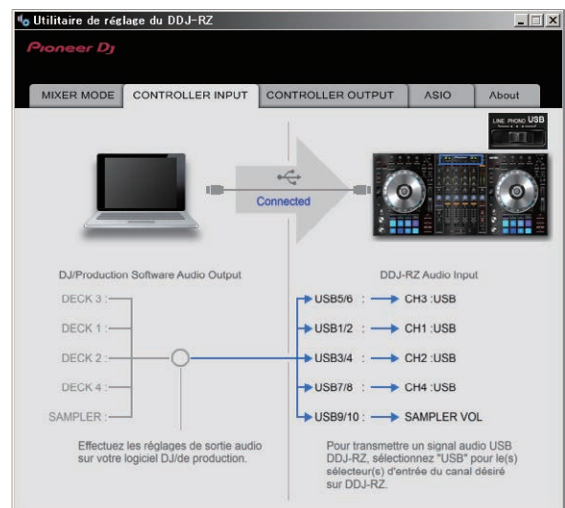 Utilitaire de réglage du DDJ-RZ
Pioneer Dj
MIXER MODE CONTROLLER INPUT CONTROLLER OUTPUT ASIO About
LINE PHONO USB
Connected
DJ/Production Software Audio Output
DDJ-RZ Audio Input
DECK 3 : USB5/6 : CH3 :USB
DECK 1 : USB1/2 : CH1 :USB
DECK 2 : USB3/4 : CH2 :USB
DECK 4 : USB7/8 : CH4 :USB
SAMPLER : USB9/10 : SAMPLER VOL
Effectuez les réglages de sortie audio
sur votre logiciel DJ/de production.
Pour transmettre un signal audio USB
DDJ-RZ, sélectionnez "USB" pour le(s)
sélecteur(s) d'entrée du canal désiré
sur DDJ-RZ.